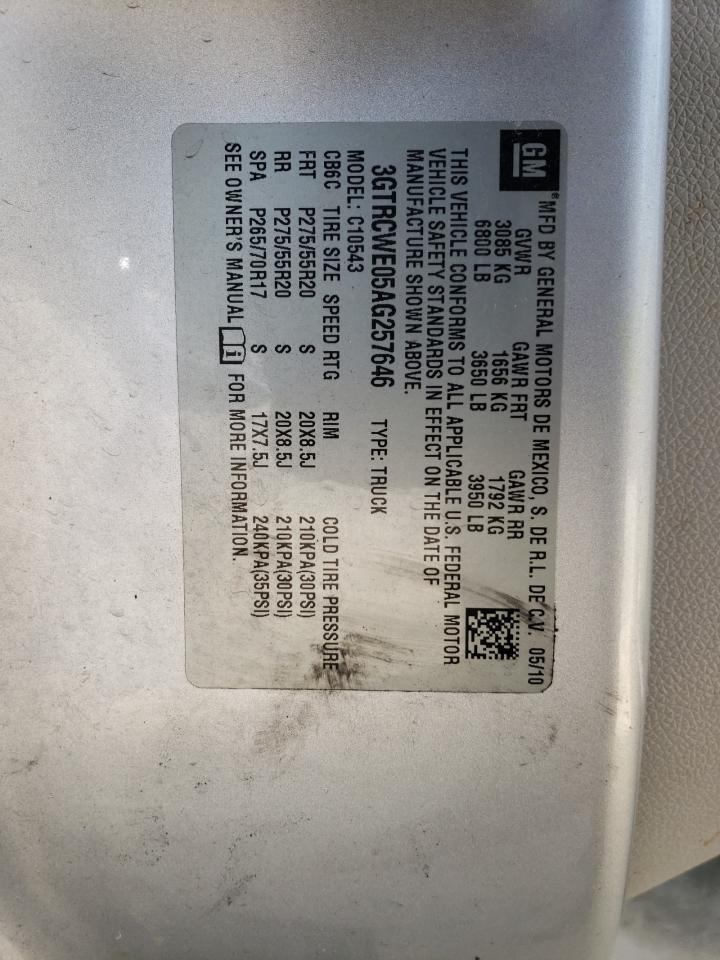 GM
® MFD BY GENERAL MOTORS DE MEXICO, S. DE R.L. DE C.V. 05/10
GVWR GAWR FRT GAWR RR
3085 KG 1656 KG 1792 KG
6800 LB 3650 LB 3950 LB
THIS VEHICLE CONFORMS TO ALL APPLICABLE U.S. FEDERAL MOTOR
VEHICLE SAFETY STANDARDS IN EFFECT ON THE DATE OF
MANUFACTURE SHOWN ABOVE.
3GTRCWE05AG257646 TYPE: TRUCK
MODEL: C10543
CB6C TIRE SIZE SPEED RTG RIM COLD TIRE PRESSURE
FRT P275/55R20 S 20X8.5J 210KPA(30PSI)
RR P275/55R20 S 20X8.5J 210KPA(30PSI)
SPA P265/70R17 S 17X7.5J 240KPA(35PSI)
SEE OWNER'S MANUAL i FOR MORE INFORMATION.